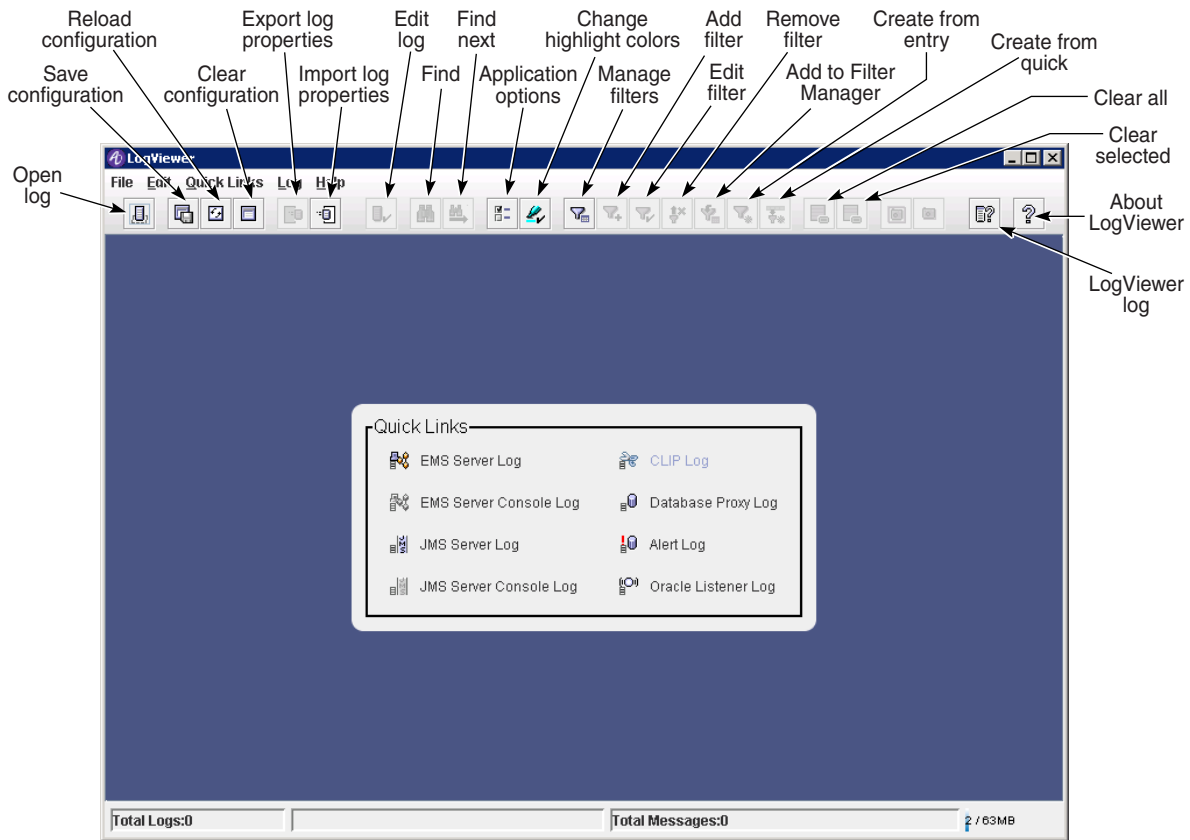 Reload
configuration
Export log
properties
Edit
log
Find
next
Change
highlight colors
Add
filter
Remove
filter
Create from
entry
Create from
quick
Save
configuration
Clear
configuration
Import log
properties
Find
Application
options
Manage
filters
Edit
filter
Add to Filter
Manager
Clear all
Clear
selected
Open
log
About
LogViewer
LogViewer
log
LogViewer
File Edit Quick Links Log Help
Quick Links
EMS Server Log
CLIP Log
EMS Server Console Log
Database Proxy Log
JMS Server Log
Alert Log
JMS Server Console Log
Oracle Listener Log
Total Logs:0
Total Messages:0
2 / 63MB